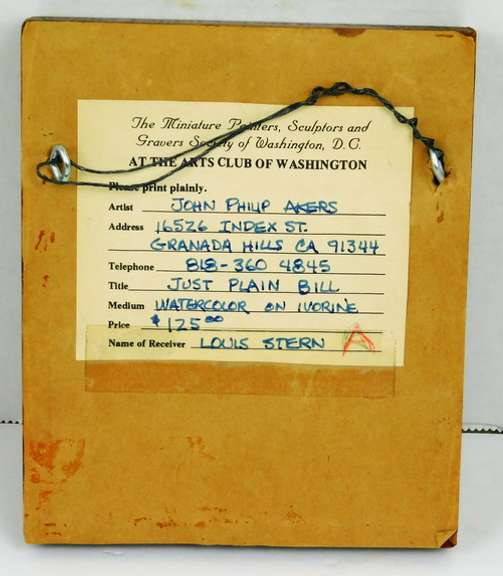 The Miniature Painters, Sculptors and
Gravers Society of Washington, D.C.
AT THE ARTS CLUB OF WASHINGTON
Please print plainly.
Artist JOHN PHILIP AKERS
Address 16526 INDEX ST.
GRANADA HILLS CA 91344
Telephone 818-360 4845
Title JUST PLAIN BILL
Medium WATERCOLOR ON IVORINE
Price $125.00
Name of Receiver LOUIS STERN A